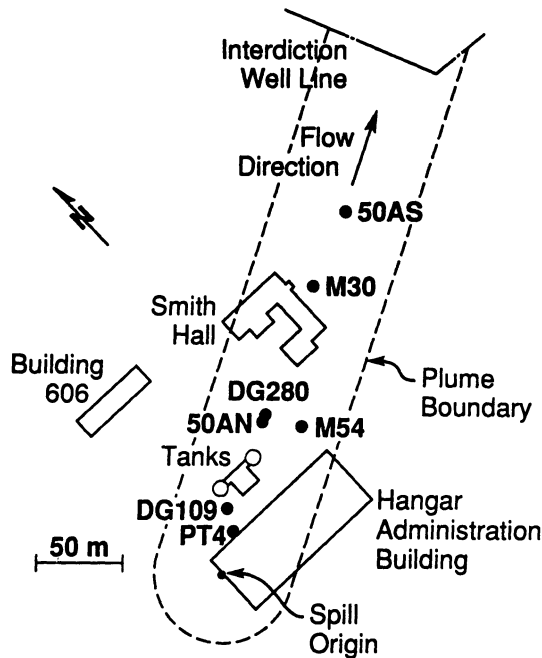 Interdiction
Well Line
Flow
Direction
N
50AS
M30
Smith
Hall
Building
606
Plume
Boundary
DG280
50AN
M54
Tanks
DG109
PT4
Hangar
Administration
Building
50 m
Spill
Origin